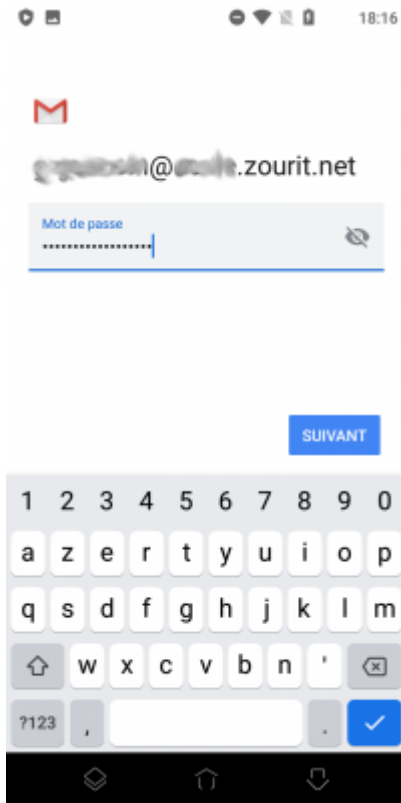 18:16
.zourit.net
Mot de passe
SUIVANT
1 2 3 4 5 6 7 8 9 0
a z e r t y u i o p
q s d f g h j k l m
w x c v b n '
?123 , .